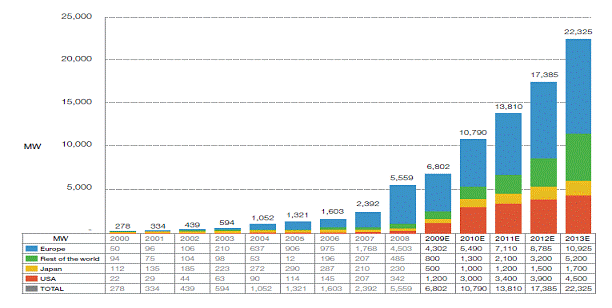 25,000
22,325
20,000
17,385
15,000
13,810
10,790
MW
10,000
6,802
5,559
5,000
2,392
1,603
1,321
1,052
594
439
334
278
-
MW 2000 2001 2002 2003 2004 2005 2006 2007 2008 2009E 2010E 2011E 2012E 2013E
Europe 50 96 106 210 637 906 975 1,768 4,503 4,302 5,490 7,110 8,785 10,925
Rest of the world 94 75 104 98 53 12 196 207 485 800 1,300 2,100 3,200 5,200
Japan 112 135 185 223 272 290 287 210 230 500 1,000 1,200 1,500 1,700
USA 22 29 44 63 90 114 145 207 342 1,200 3,000 3,400 3,900 4,500
TOTAL 278 334 439 594 1,052 1,321 1,603 2,392 5,559 6,802 10,790 13,810 17,385 22,325